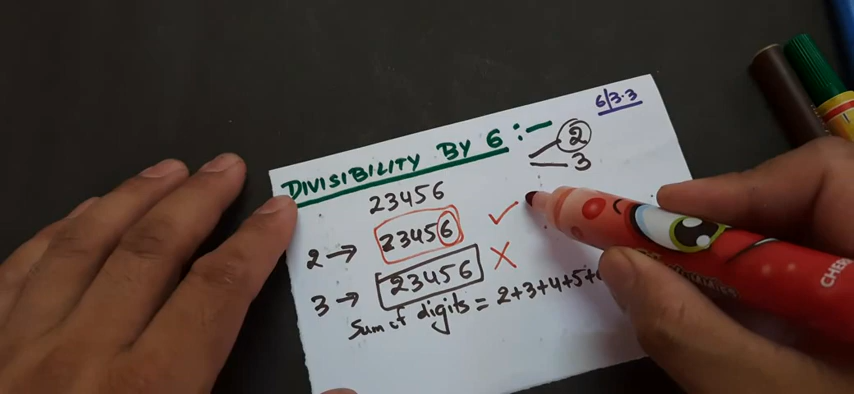 6/3.3
DIVISIBILITY BY 6 :- 2
3
23456
2 → 23456 ✓
3 → 23456 X
Sum of digits = 2+3+4+5+